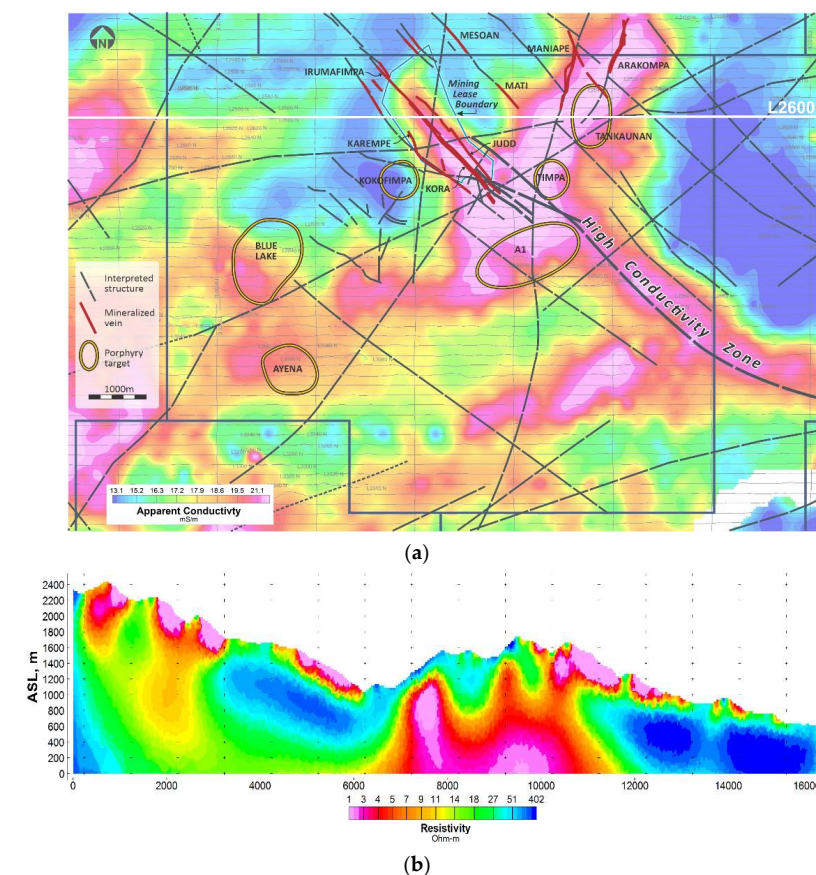 N
MESOAN
MANIAPE
IRUMAFIMPA
ARAKOMPA
Mining
Lease
Boundary
MATI
L2600
TANKAUNAN
KAREMPE
JUDD
KOKOFIMPA
KORA
TIMPA
BLUE
LAKE
A1
High Conductivity Zone
Interpreted
structure
Mineralized
vein
Porphyry
target
1000m
AYENA
13.1 15.2 16.3 17.2 17.9 18.6 19.5 21.1
Apparent Conductivty
mS/m
(a)
ASL, m
2400
2200
2000
1800
1600
1400
1200
1000
800
600
400
200
0
0 2000 4000 6000 8000 10000 12000 14000 16000
1 3 4 5 7 9 11 14 18 27 51 402
Resistivity
Ohm-m
(b)